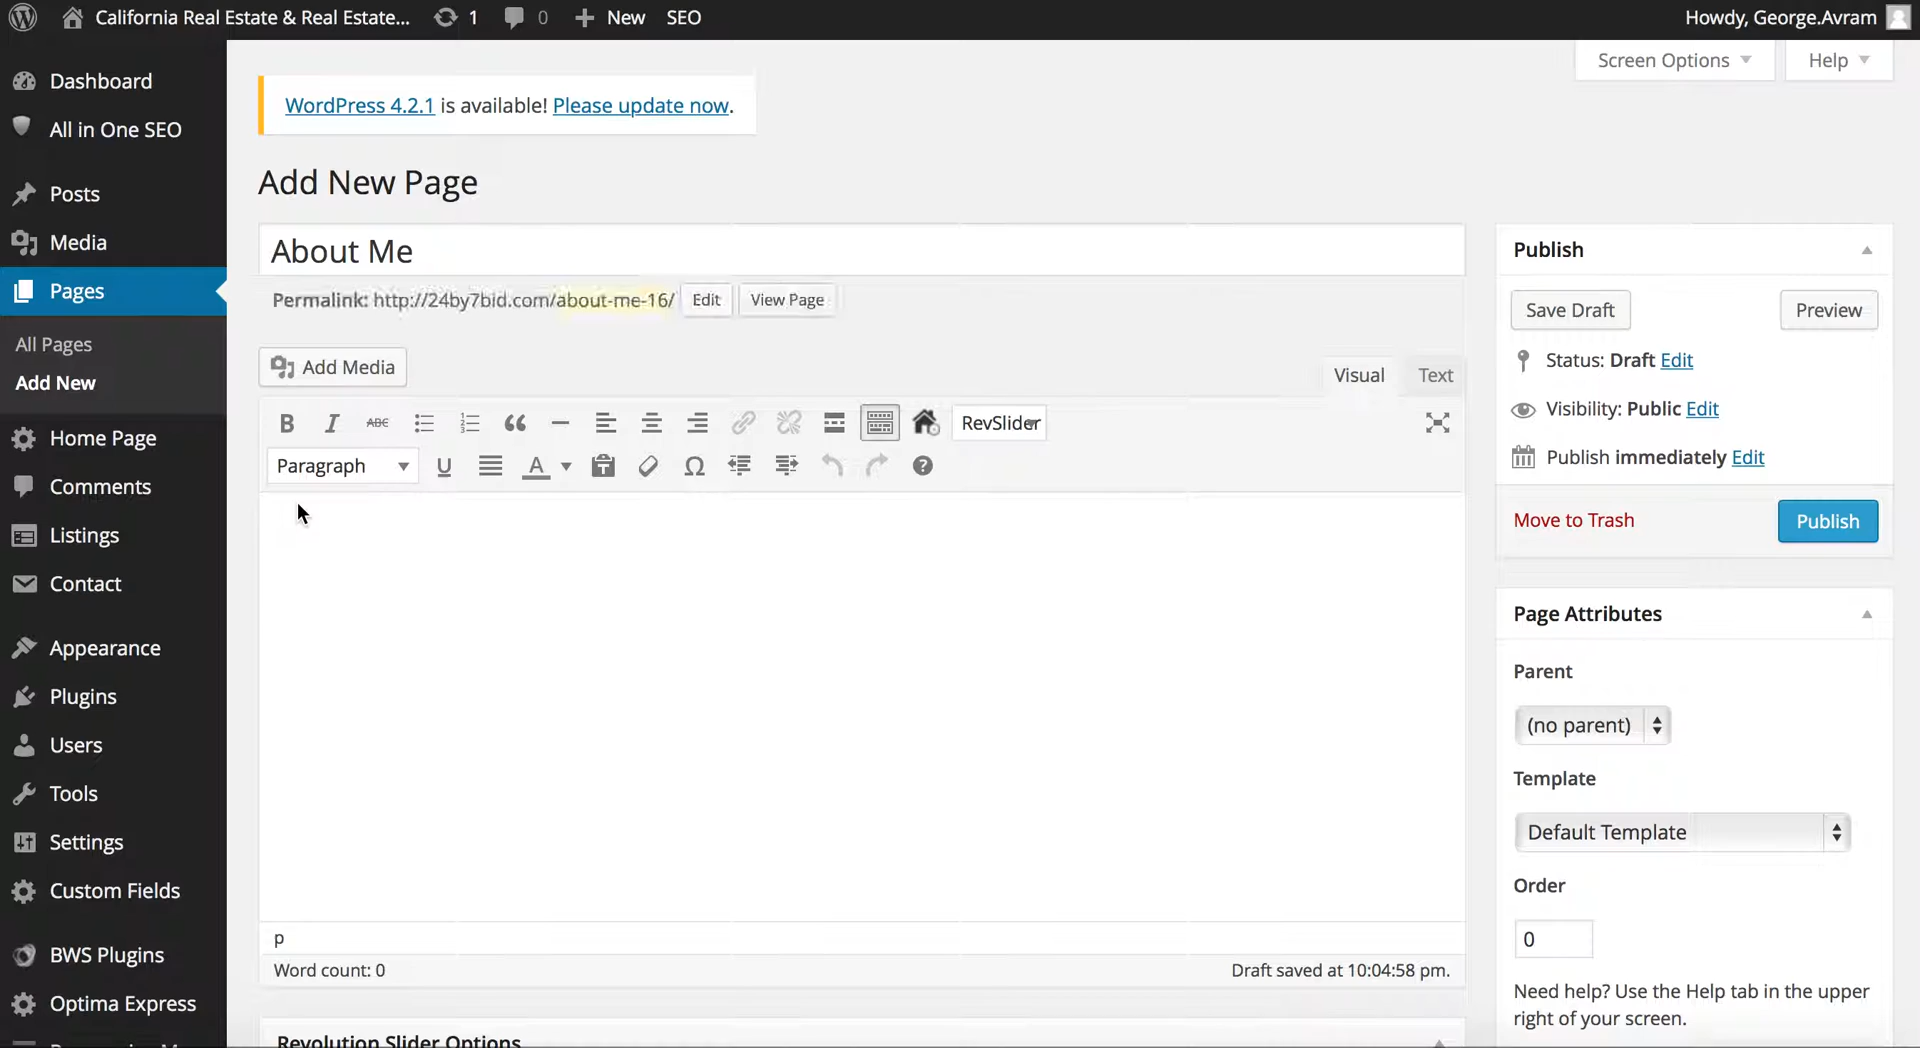 California Real Estate & Real Estate... 1 0 New SEO Howdy, George.Avram
Screen Options Help
Dashboard
All in One SEO
Posts
Media
Pages
All Pages
Add New
Home Page
Comments
Listings
Contact
Appearance
Plugins
Users
Tools
Settings
Custom Fields
BWS Plugins
Optima Express
WordPress 4.2.1 is available! Please update now.
Add New Page
About Me
Permalink: http://24by7bid.com/about-me-16/ Edit View Page
Add Media
Visual Text
B I ABC RevSlider
Paragraph U A Ω
p
Word count: 0 Draft saved at 10:04:58 pm.
Revolution Slider Options
Publish
Save Draft Preview
Status: Draft Edit
Visibility: Public Edit
Publish immediately Edit
Move to Trash Publish
Page Attributes
Parent
(no parent)
Template
Default Template
Order
0
Need help? Use the Help tab in the upper
right of your screen.